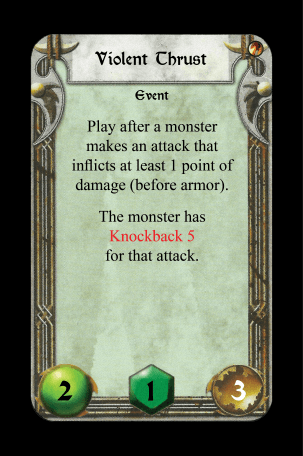 Violent Thrust
Event
Play after a monster
makes an attack that
inflicts at least 1 point of
damage (before armor).
The monster has
Knockback 5
for that attack.
2 1 3